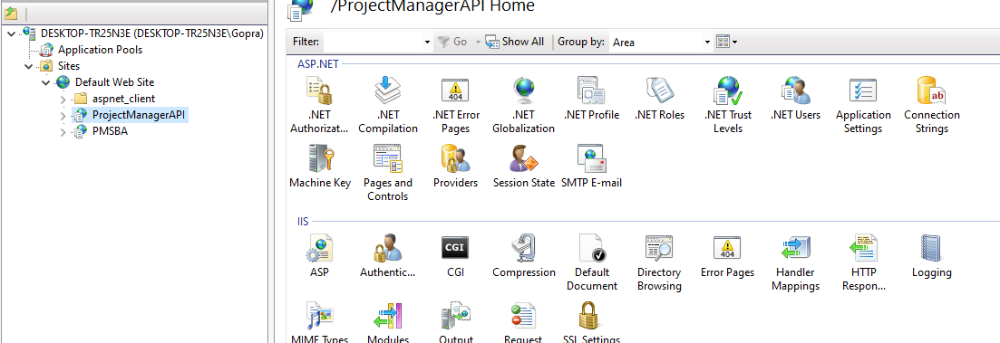 /ProjectManagerAPI Home
DESKTOP-TR25N3E (DESKTOP-TR25N3E\Gopra)
Application Pools
Sites
Default Web Site
aspnet_client
ProjectManagerAPI
PMSBA
Filter: Go Show All Group by: Area
ASP.NET
.NET Authorizat...
.NET Compilation
404
.NET Error Pages
.NET Globalization
.NET Profile
.NET Roles
.NET Trust Levels
.NET Users
Application Settings
ab
Connection Strings
Machine Key
Pages and Controls
Providers
Session State
SMTP E-mail
IIS
ASP
Authentic...
CGI
CGI
Compression
Default Document
Directory Browsing
404
Error Pages
Handler Mappings
HTTP Respon...
Logging
MIME Types
Modules
Output
Request
SSL Settings